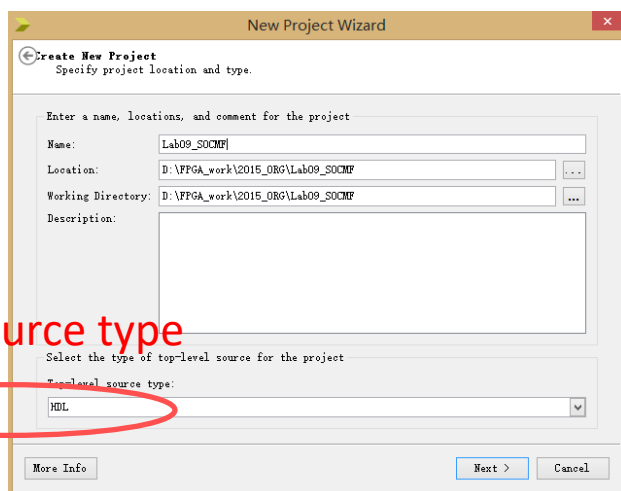 New Project Wizard
Create New Project
Specify project location and type.
Enter a name, locations, and comment for the project
Name: Lab09_SOCMF
Location: D:\FPGA_work\2015_ORG\Lab09_SOCMF ...
Working Directory: D:\FPGA_work\2015_ORG\Lab09_SOCMF ...
Description:
urce type
Select the type of top-level source for the project
Top-level source type:
HDL
More Info Next > Cancel